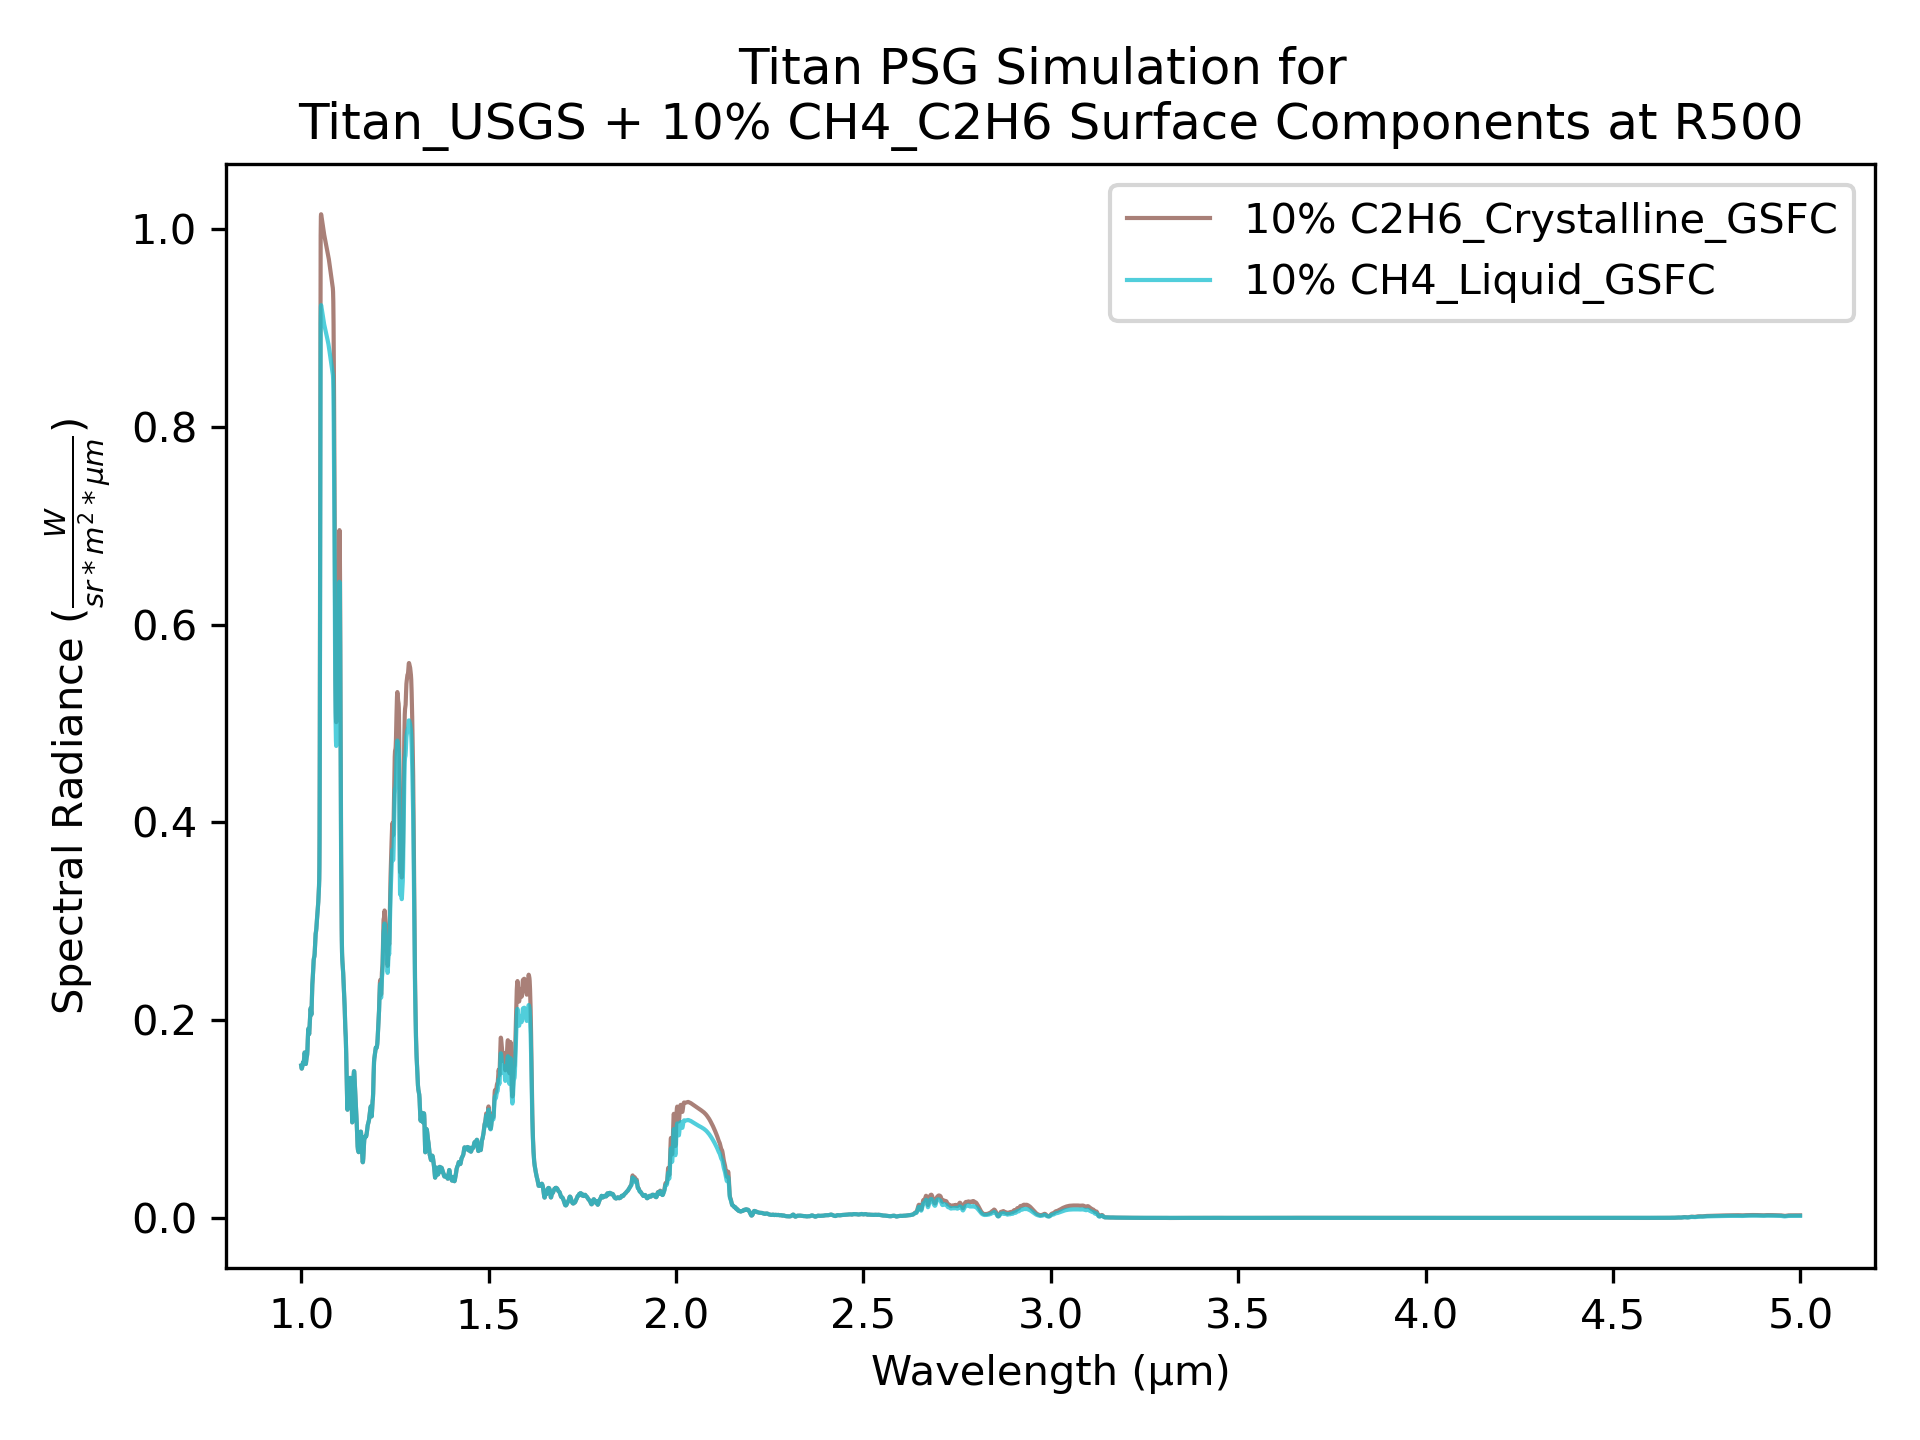 Titan PSG Simulation for
Titan_USGS + 10% CH4_C2H6 Surface Components at R500
10% C2H6_Crystalline_GSFC
10% CH4_Liquid_GSFC
Spectral Radiance (W / sr * m² * μm)
1.0
0.8
0.6
0.4
0.2
0.0
1.0 1.5 2.0 2.5 3.0 3.5 4.0 4.5 5.0
Wavelength (μm)